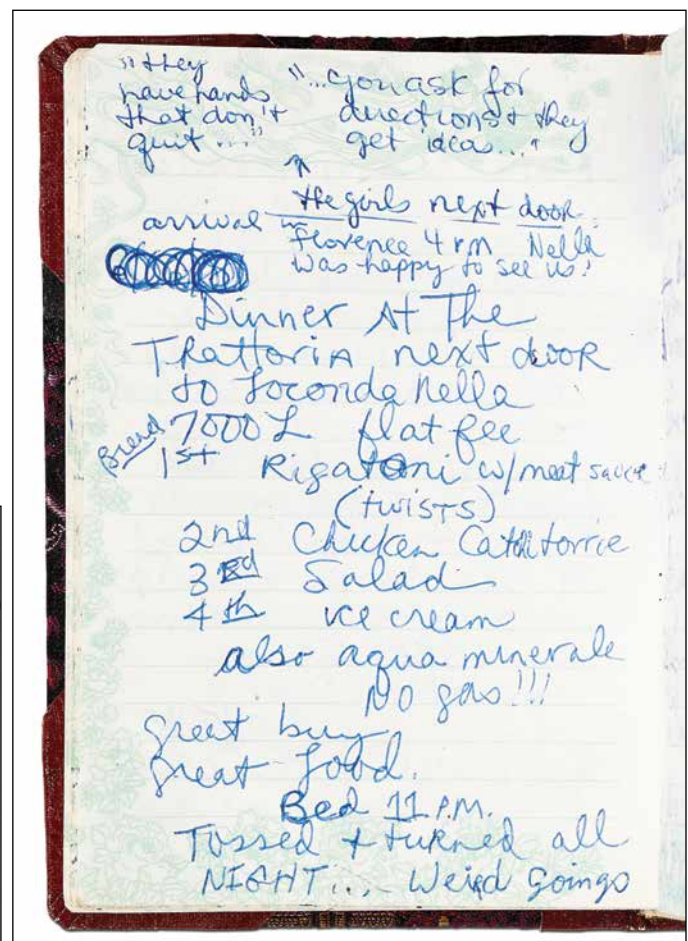 "they
have hands
that don't
quit..."
"...you ask for
directions & they
get ideas..."
the girls next door
arrival in
Florence 4 PM Nella
was happy to see us!
Dinner At The
TRattoria next dooR
to Loconda Nella
7000 L flat fee
Bread
1st Rigatoni w/meat sauce
(twists)
2nd Chicken
3RD Salad
4th ice cream
also aqua minerale
NO gas!!!
great buy
great food.
Bed 11 P.M.
Tossed & tuRned all
NIGHT... Weird goings